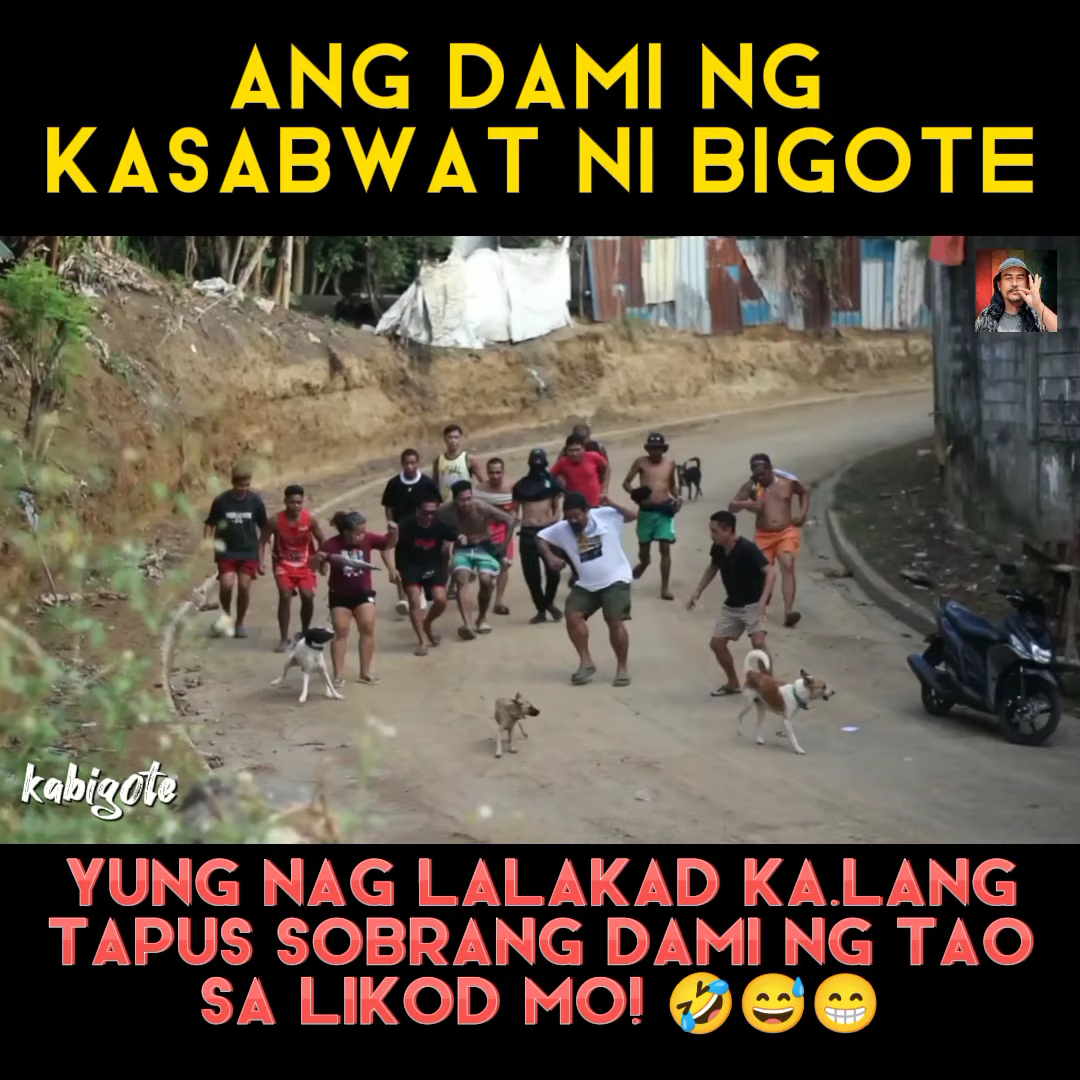 ANG DAMI NG
KASABWAT NI BIGOTE
kabigote
YUNG NAG LALAKAD KA.LANG
TAPUS SOBRANG DAMI NG TAO
SA LIKOD MO! 🤣😅😁